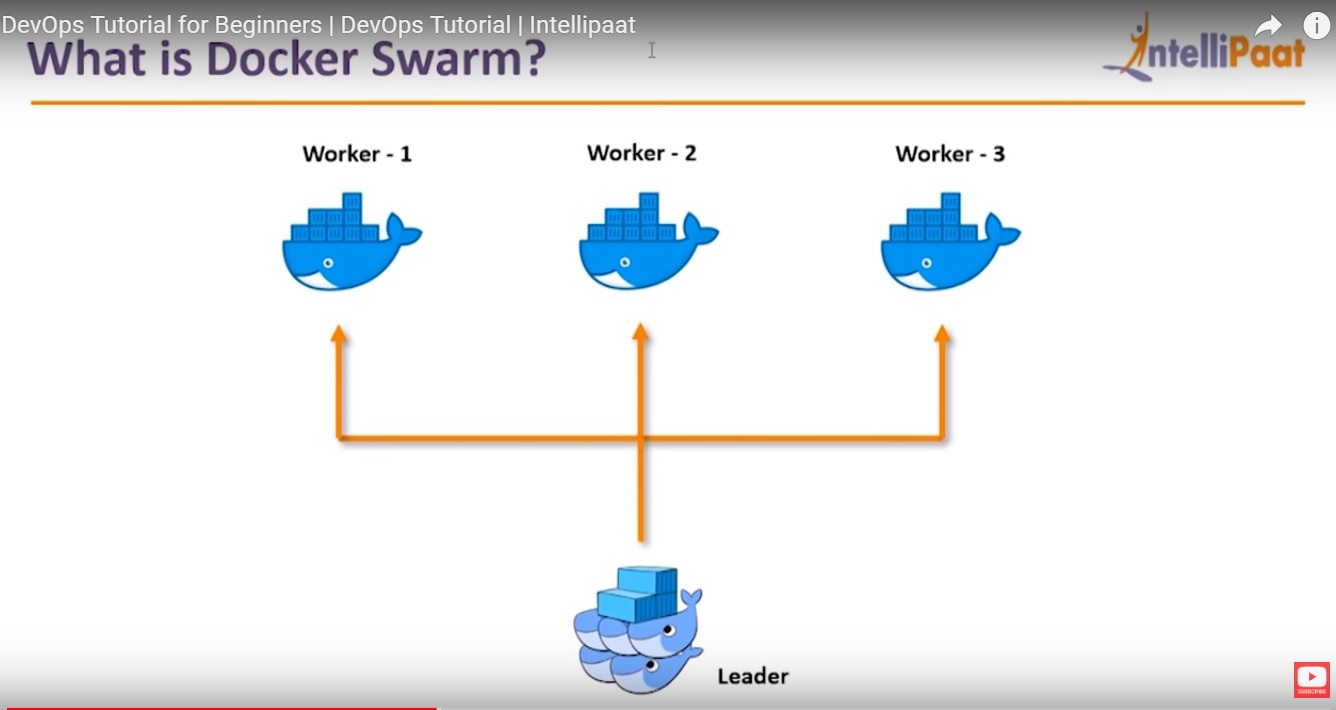 DevOps Tutorial for Beginners | DevOps Tutorial | Intellipaat
What is Docker Swarm?
IntelliPaat
Worker - 1
Worker - 2
Worker - 3
Leader
SUBSCRIBE